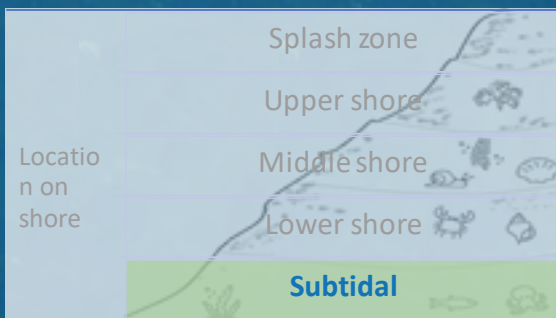 Splash zone
Upper shore
Locatio
n on
shore
Middle shore
Lower shore
Subtidal